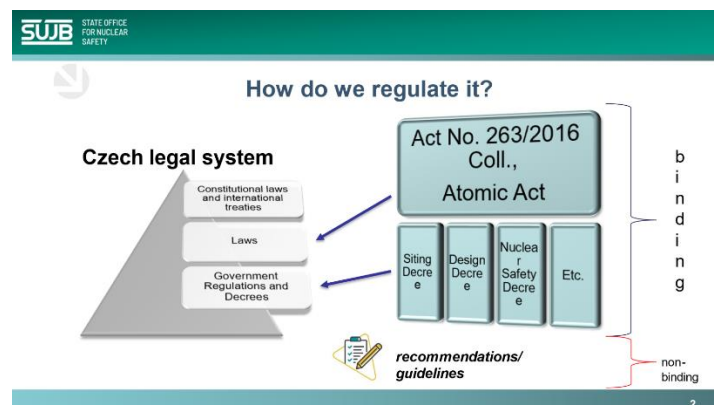 SUJB
STATE OFFICE
FOR NUCLEAR
SAFETY
How do we regulate it?
Czech legal system
Constitutional laws
and international
treaties
Laws
Government
Regulations and
Decrees
Act No. 263/2016
Coll.,
Atomic Act
Siting
Decre
e
Design
Decre
e
Nuclea
r
Safety
Decre
e
Etc.
b
i
n
d
i
n
g
recommendations/
guidelines
non-
binding
2